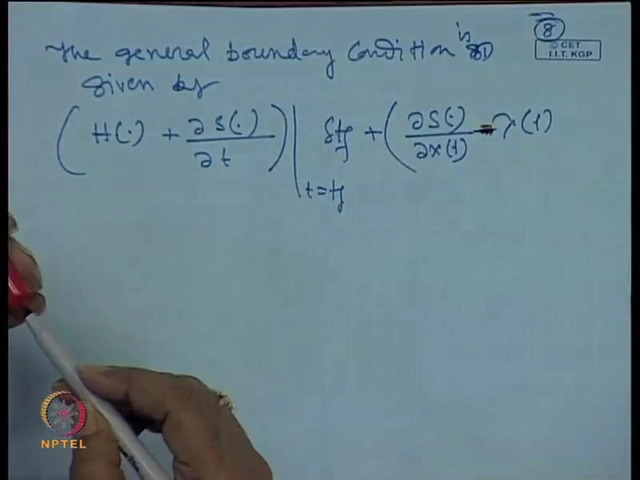 8
© CET
I.I.T. KGP
The general boundary condition is
given by
( H(·) + ∂S(·)/∂t )|t=tf δtf + ( ∂S(·)/∂x(t) - λ(t)
NPTEL